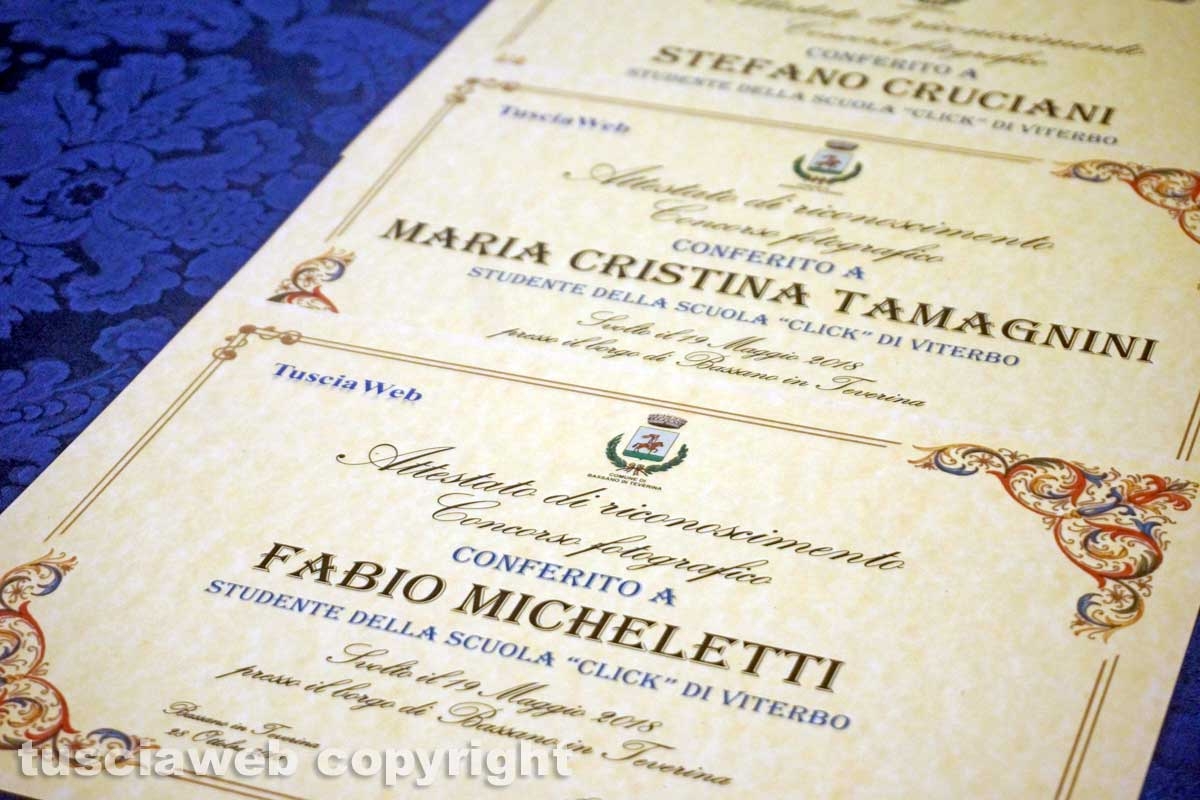 Attestato di riconoscimento
Concorso fotografico
CONFERITO A
STEFANO CRUCIANI
STUDENTE DELLA SCUOLA "CLICK" DI VITERBO
TusciaWeb
Attestato di riconoscimento
Concorso fotografico
CONFERITO A
MARIA CRISTINA TAMAGNINI
STUDENTE DELLA SCUOLA "CLICK" DI VITERBO
Svolto il 19 Maggio 2018
presso il borgo di Bassano in Teverina
TusciaWeb
COMUNE DI
BASSANO IN TEVERINA
Attestato di riconoscimento
Concorso fotografico
CONFERITO A
FABIO MICHELETTI
STUDENTE DELLA SCUOLA "CLICK" DI VITERBO
Svolto il 19 Maggio 2018
presso il borgo di Bassano in Teverina
Bassano in Teverina
28
tusciaweb copyright